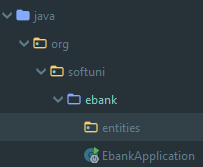 java
org
softuni
ebank
entities
EbankApplication